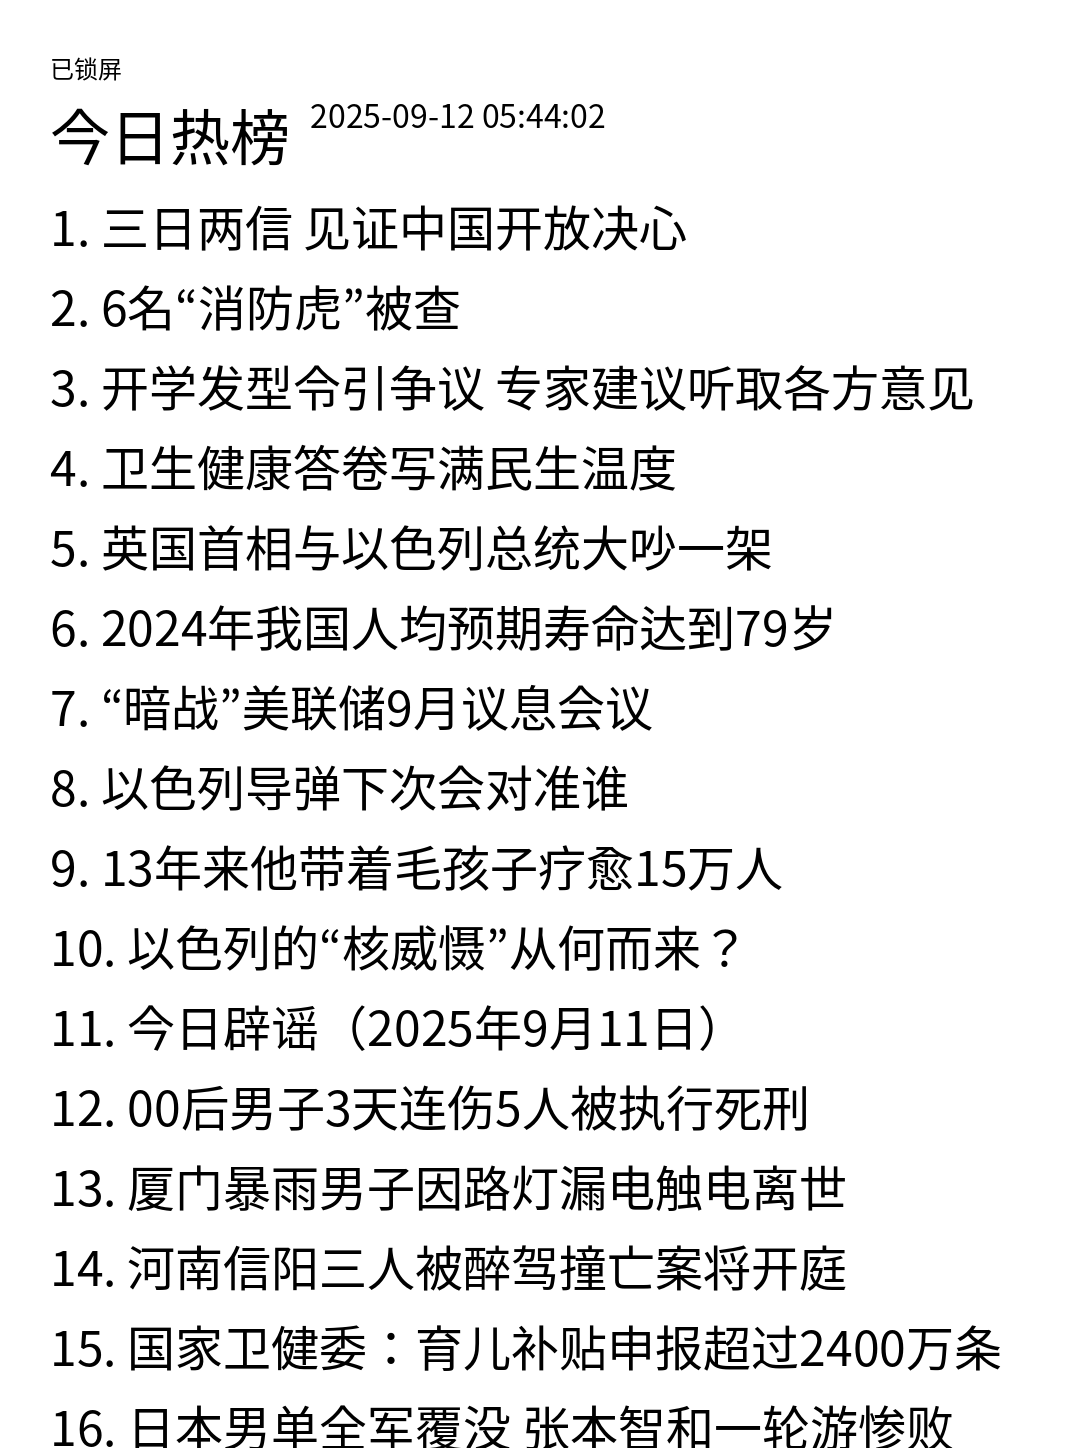 已锁屏
今日热榜 2025-09-12 05:44:02
1. 三日两信 见证中国开放决心
2. 6名“消防虎”被查
3. 开学发型令引争议 专家建议听取各方意见
4. 卫生健康答卷写满民生温度
5. 英国首相与以色列总统大吵一架
6. 2024年我国人均预期寿命达到79岁
7. “暗战”美联储9月议息会议
8. 以色列导弹下次会对准谁
9. 13年来他带着毛孩子疗愈15万人
10. 以色列的“核威慑”从何而来？
11. 今日辟谣（2025年9月11日）
12. 00后男子3天连伤5人被执行死刑
13. 厦门暴雨男子因路灯漏电触电离世
14. 河南信阳三人被醉驾撞亡案将开庭
15. 国家卫健委：育儿补贴申报超过2400万条
16. 日本男单全军覆没 张本智和一轮游惨败